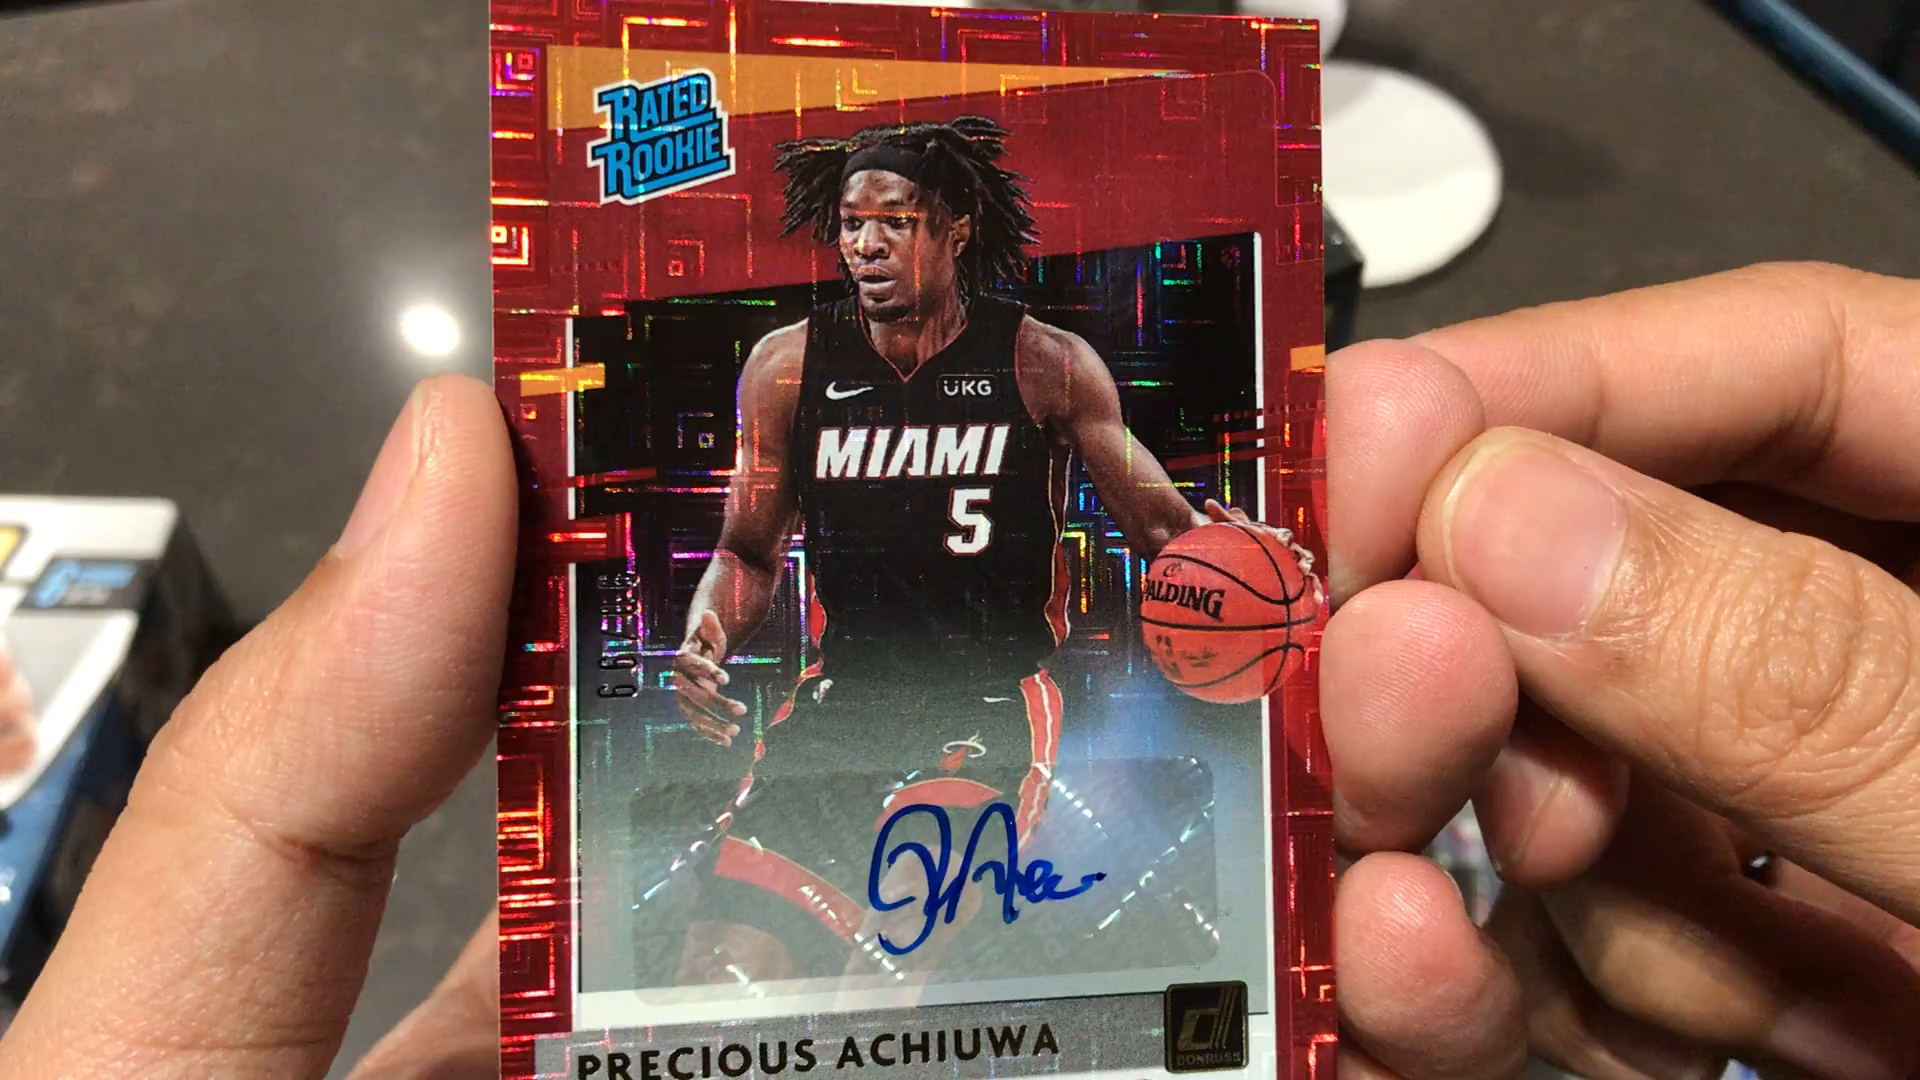 RATED
ROOKIE
UKG
MIAMI
5
SPALDING
PRECIOUS ACHIUWA
DONRUSS